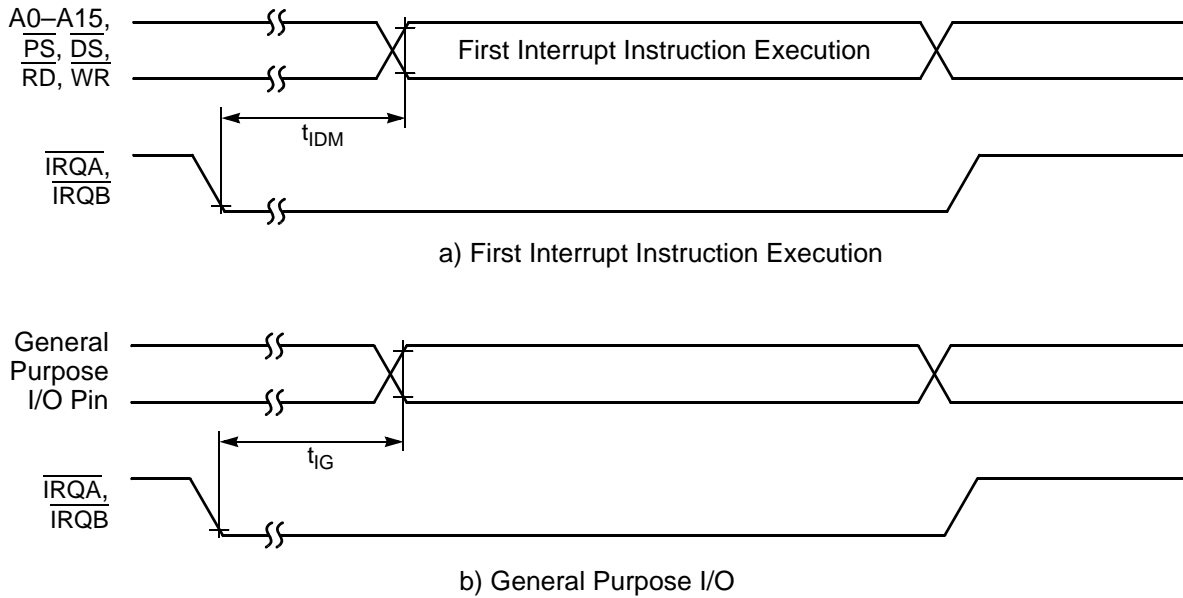 A0–A15,
PS, DS,
RD, WR
First Interrupt Instruction Execution
tIDM
IRQA,
IRQB
a) First Interrupt Instruction Execution
General
Purpose
I/O Pin
tIG
IRQA,
IRQB
b) General Purpose I/O